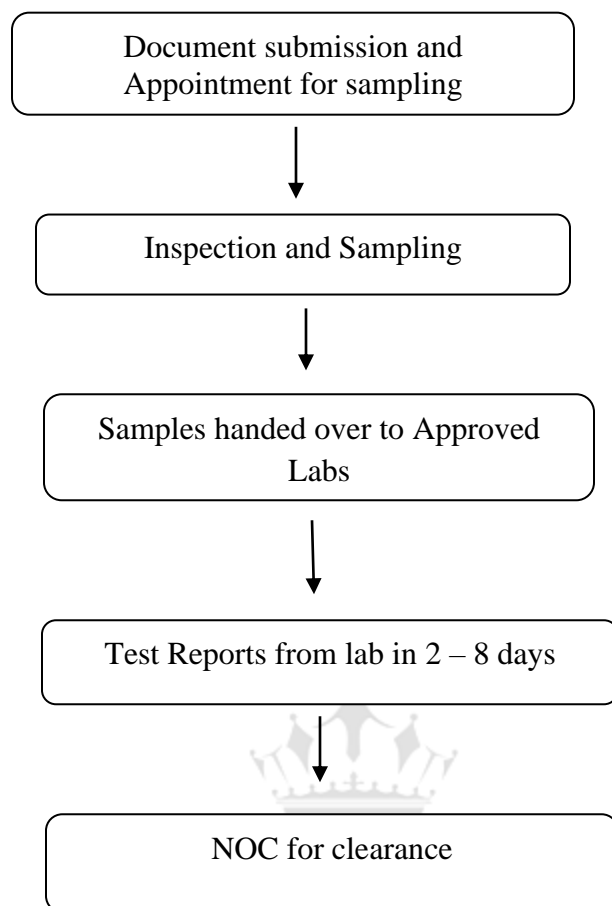 Document submission and
Appointment for sampling
Inspection and Sampling
Samples handed over to Approved
Labs
Test Reports from lab in 2 – 8 days
NOC for clearance